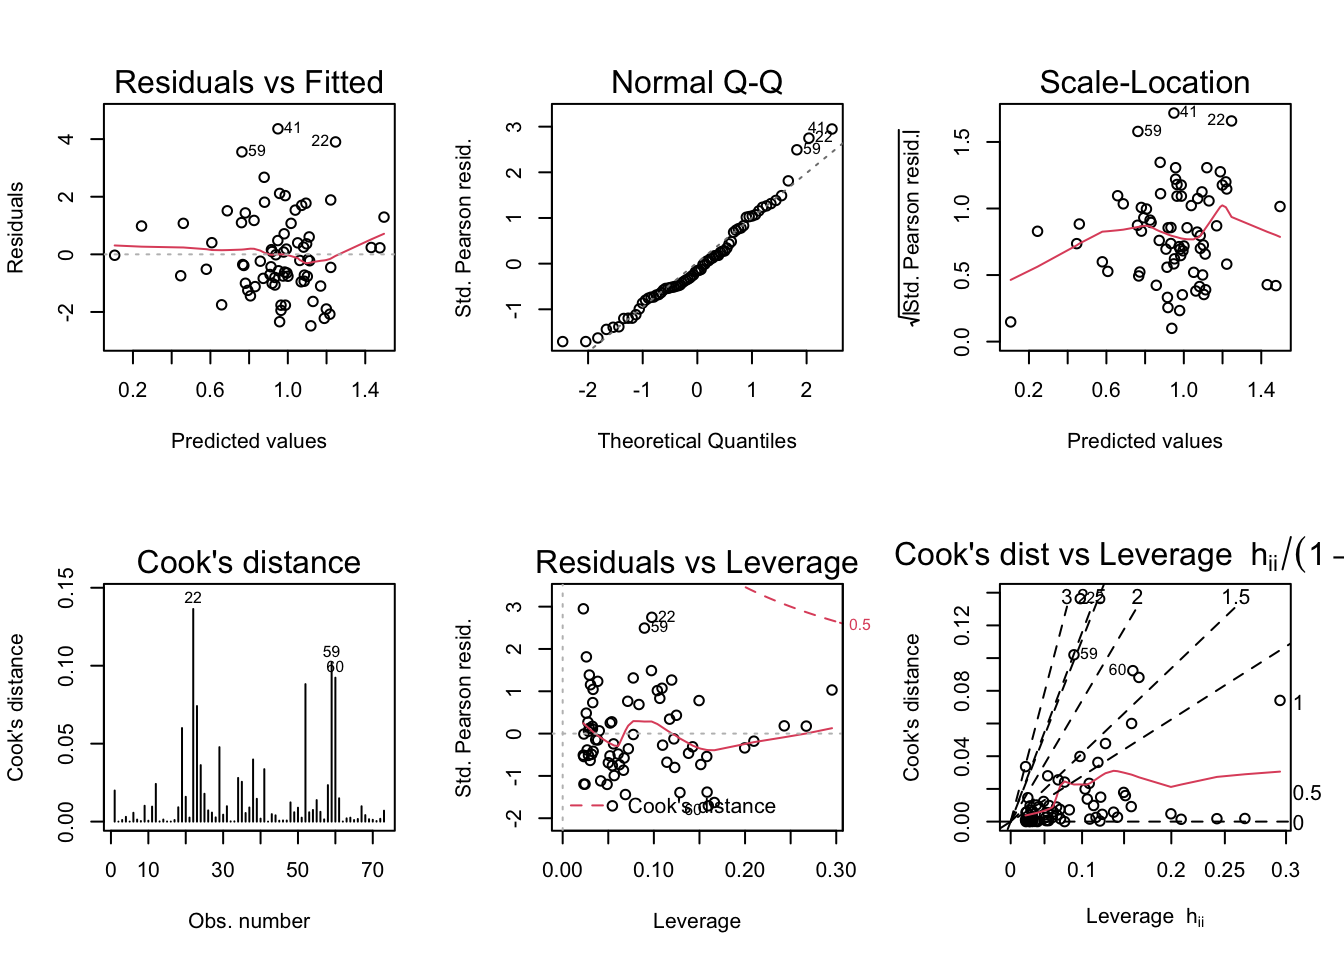 Residuals vs Fitted
Residuals
4
2
0
-2
41
22
59
0.2 0.6 1.0 1.4
Predicted values
Normal Q-Q
Std. Pearson resid.
3
2
1
0
-1
41
22
59
-2 -1 0 1 2
Theoretical Quantiles
Scale-Location
√|Std. Pearson resid.|
1.5
1.0
0.5
0.0
41
22
59
0.2 0.6 1.0 1.4
Predicted values
Cook's distance
Cook's distance
0.15
0.10
0.05
0.00
22
59
60
0 10 30 50 70
Obs. number
Residuals vs Leverage
Std. Pearson resid.
3
2
1
0
-1
-2
22
59
0.5
60
Cook's distance
0.00 0.10 0.20 0.30
Leverage
Cook's dist vs Leverage hᵢᵢ/(1 −
Cook's distance
0.12
0.08
0.04
0.00
3 2.5 2 1.5
22
59
60
1
0.5
0
0 0.1 0.2 0.25 0.3
Leverage hᵢᵢ